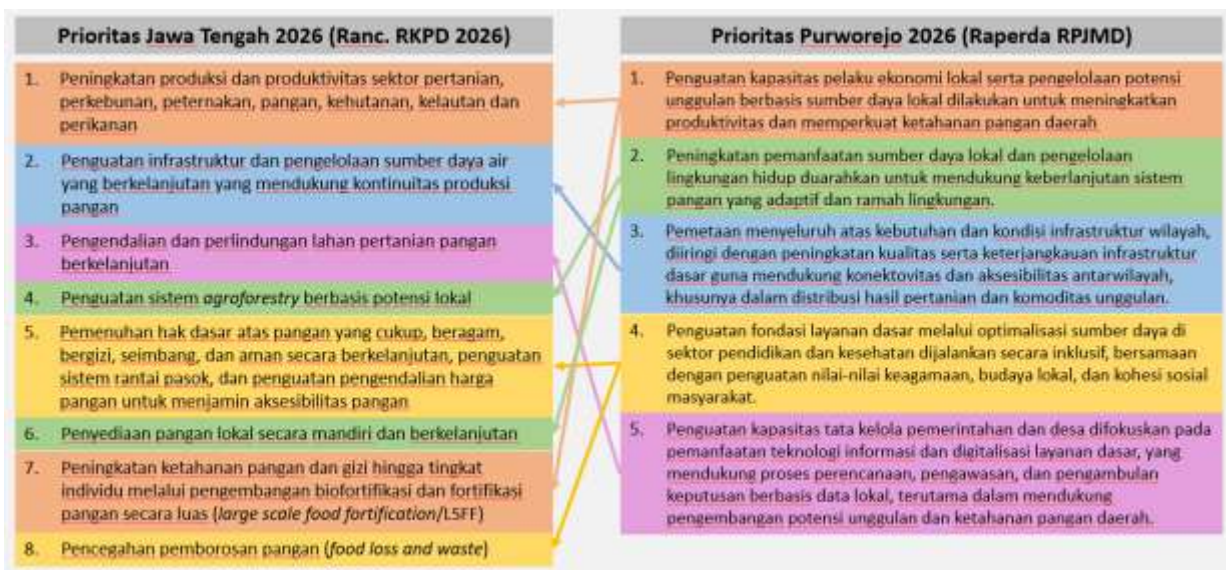 Prioritas Jawa Tengah 2026 (Ranc. RKPD 2026)
1. Peningkatan produksi dan produktivitas sektor pertanian,
perkebunan, peternakan, pangan, kehutanan, kelautan dan
perikanan
2. Penguatan infrastruktur dan pengelolaan sumber daya air
yang berkelanjutan yang mendukung kontinuitas produksi
pangan
3. Pengendalian dan perlindungan lahan pertanian pangan
berkelanjutan
4. Penguatan sistem agroforestry berbasis potensi lokal
5. Pemenuhan hak dasar atas pangan yang cukup, beragam,
bergizi, seimbang, dan aman secara berkelanjutan, penguatan
sistem rantai pasok, dan penguatan pengendalian harga
pangan untuk menjamin aksesibilitas pangan
6. Penyediaan pangan lokal secara mandiri dan berkelanjutan
7. Peningkatan ketahanan pangan dan gizi hingga tingkat
individu melalui pengembangan biofortifikasi dan fortifikasi
pangan secara luas (large scale food fortification/LSFF)
8. Pencegahan pemborosan pangan (food loss and waste)
Prioritas Purworejo 2026 (Raperda RPJMD)
1. Penguatan kapasitas pelaku ekonomi lokal serta pengelolaan potensi
unggulan berbasis sumber daya lokal dilakukan untuk meningkatkan
produktivitas dan memperkuat ketahanan pangan daerah
2. Peningkatan pemanfaatan sumber daya lokal dan pengelolaan
lingkungan hidup duarahkan untuk mendukung keberlanjutan sistem
pangan yang adaptif dan ramah lingkungan.
3. Pemetaan menyeluruh atas kebutuhan dan kondisi infrastruktur wilayah,
diiringi dengan peningkatan kualitas serta keterjangkauan infrastruktur
dasar guna mendukung konektovitas dan aksesibilitas antarwilayah,
khusunya dalam distribusi hasil pertanian dan komoditas unggulan.
4. Penguatan fondasi layanan dasar melalui optimalisasi sumber daya di
sektor pendidikan dan kesehatan dijalankan secara inklusif, bersamaan
dengan penguatan nilai-nilai keagamaan, budaya lokal, dan kohesi sosial
masyarakat.
5. Penguatan kapasitas tata kelola pemerintahan dan desa difokuskan pada
pemanfaatan teknologi informasi dan digitalisasi layanan dasar, yang
mendukung proses perencanaan, pengawasan, dan pengambilan
keputusan berbasis data lokal, terutama dalam mendukung
pengembangan potensi unggulan dan ketahanan pangan daerah.